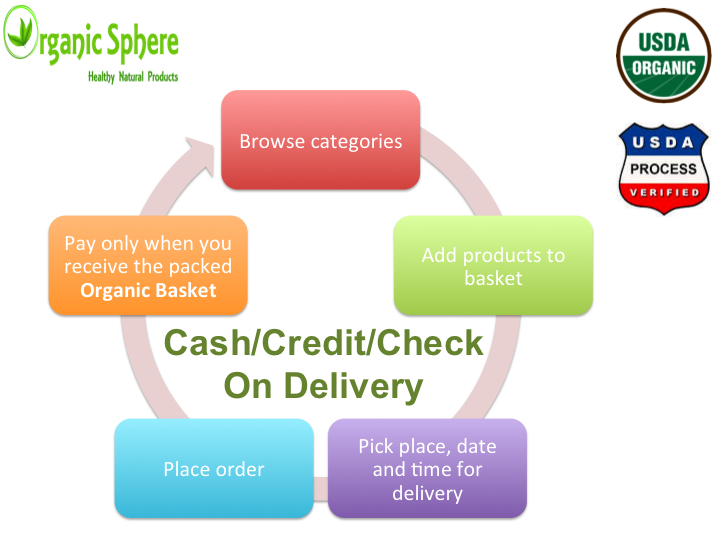 Organic Sphere
Healthy Natural Products
USDA
ORGANIC
USDA
PROCESS
VERIFIED
Browse categories
Add products to
basket
Pick place, date
and time for
delivery
Place order
Pay only when you
receive the packed
Organic Basket
Cash/Credit/Check
On Delivery